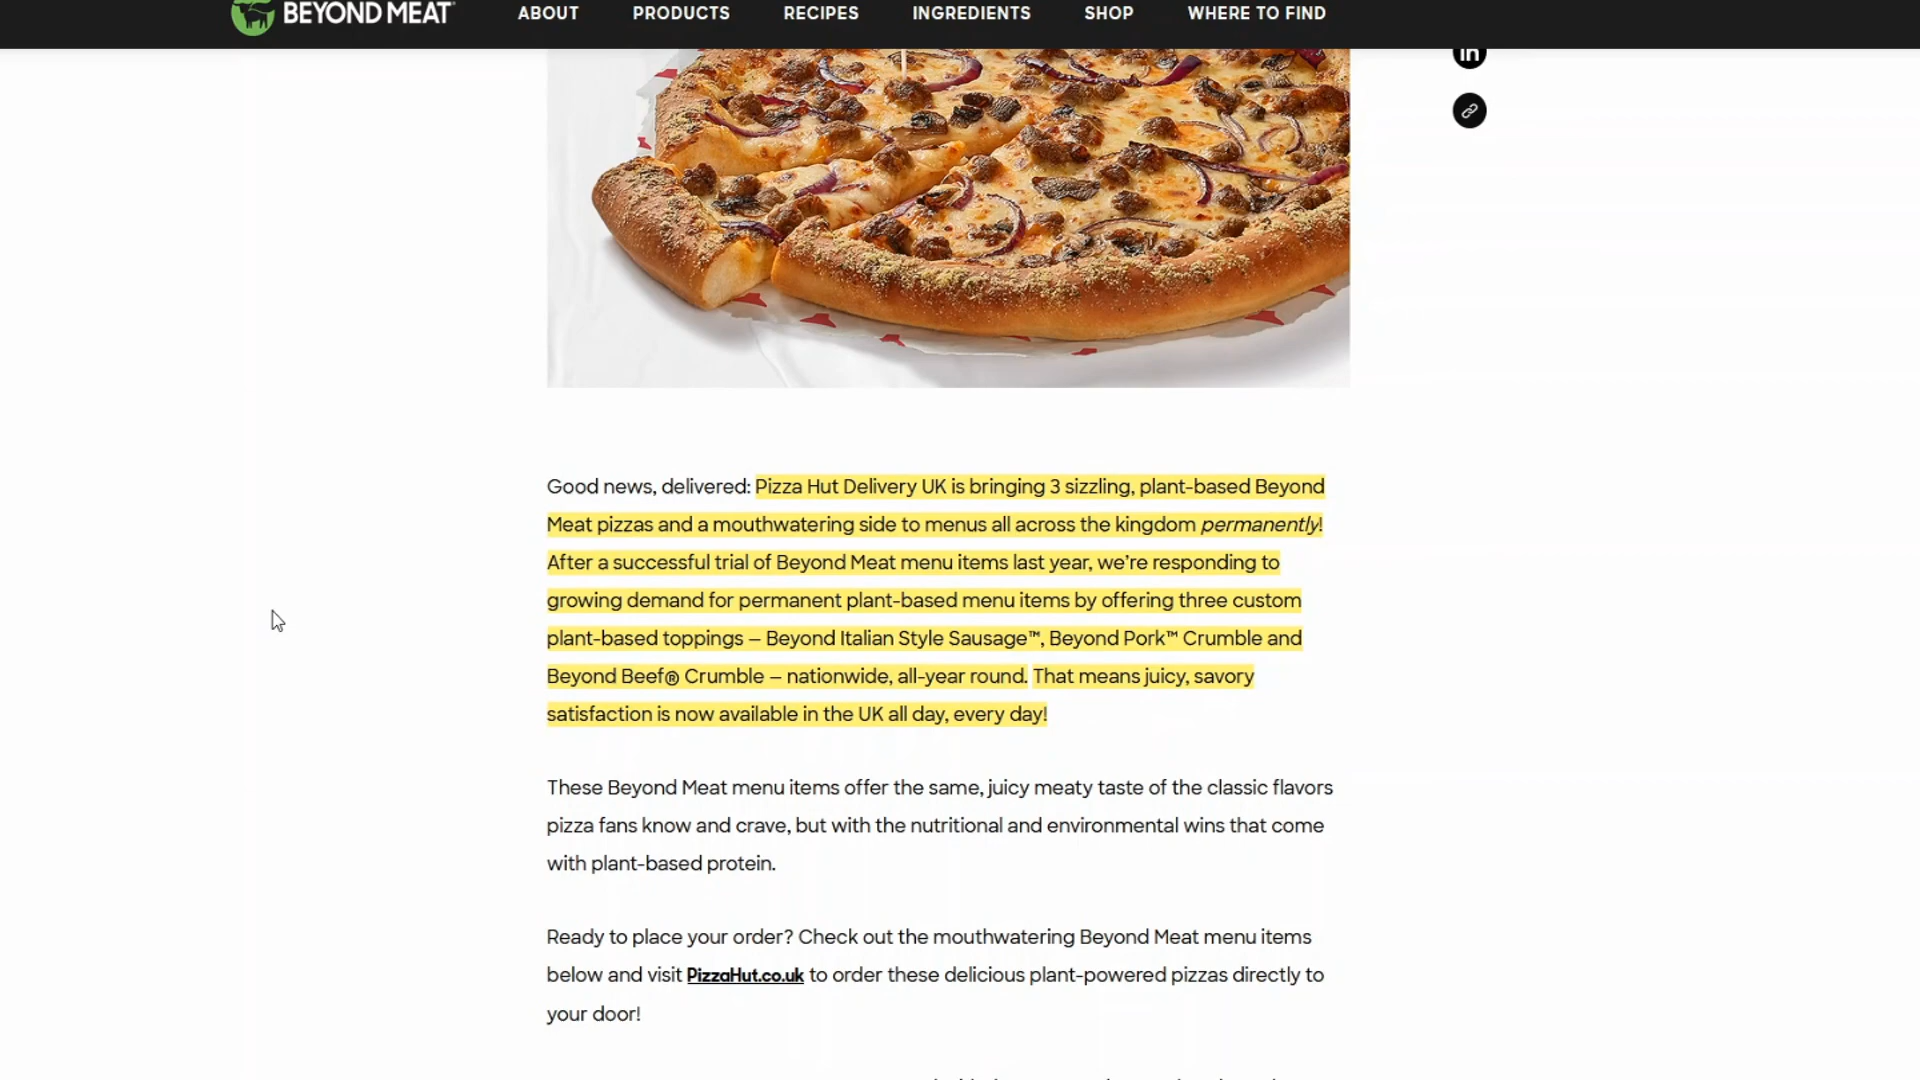 BEYOND MEAT
ABOUT
PRODUCTS
RECIPES
INGREDIENTS
SHOP
WHERE TO FIND
in
Good news, delivered: Pizza Hut Delivery UK is bringing 3 sizzling, plant-based Beyond
Meat pizzas and a mouthwatering side to menus all across the kingdom permanently!
After a successful trial of Beyond Meat menu items last year, we’re responding to
growing demand for permanent plant-based menu items by offering three custom
plant-based toppings – Beyond Italian Style Sausage™, Beyond Pork™ Crumble and
Beyond Beef® Crumble – nationwide, all-year round. That means juicy, savory
satisfaction is now available in the UK all day, every day!
These Beyond Meat menu items offer the same, juicy meaty taste of the classic flavors
pizza fans know and crave, but with the nutritional and environmental wins that come
with plant-based protein.
Ready to place your order? Check out the mouthwatering Beyond Meat menu items
below and visit PizzaHut.co.uk to order these delicious plant-powered pizzas directly to
your door!